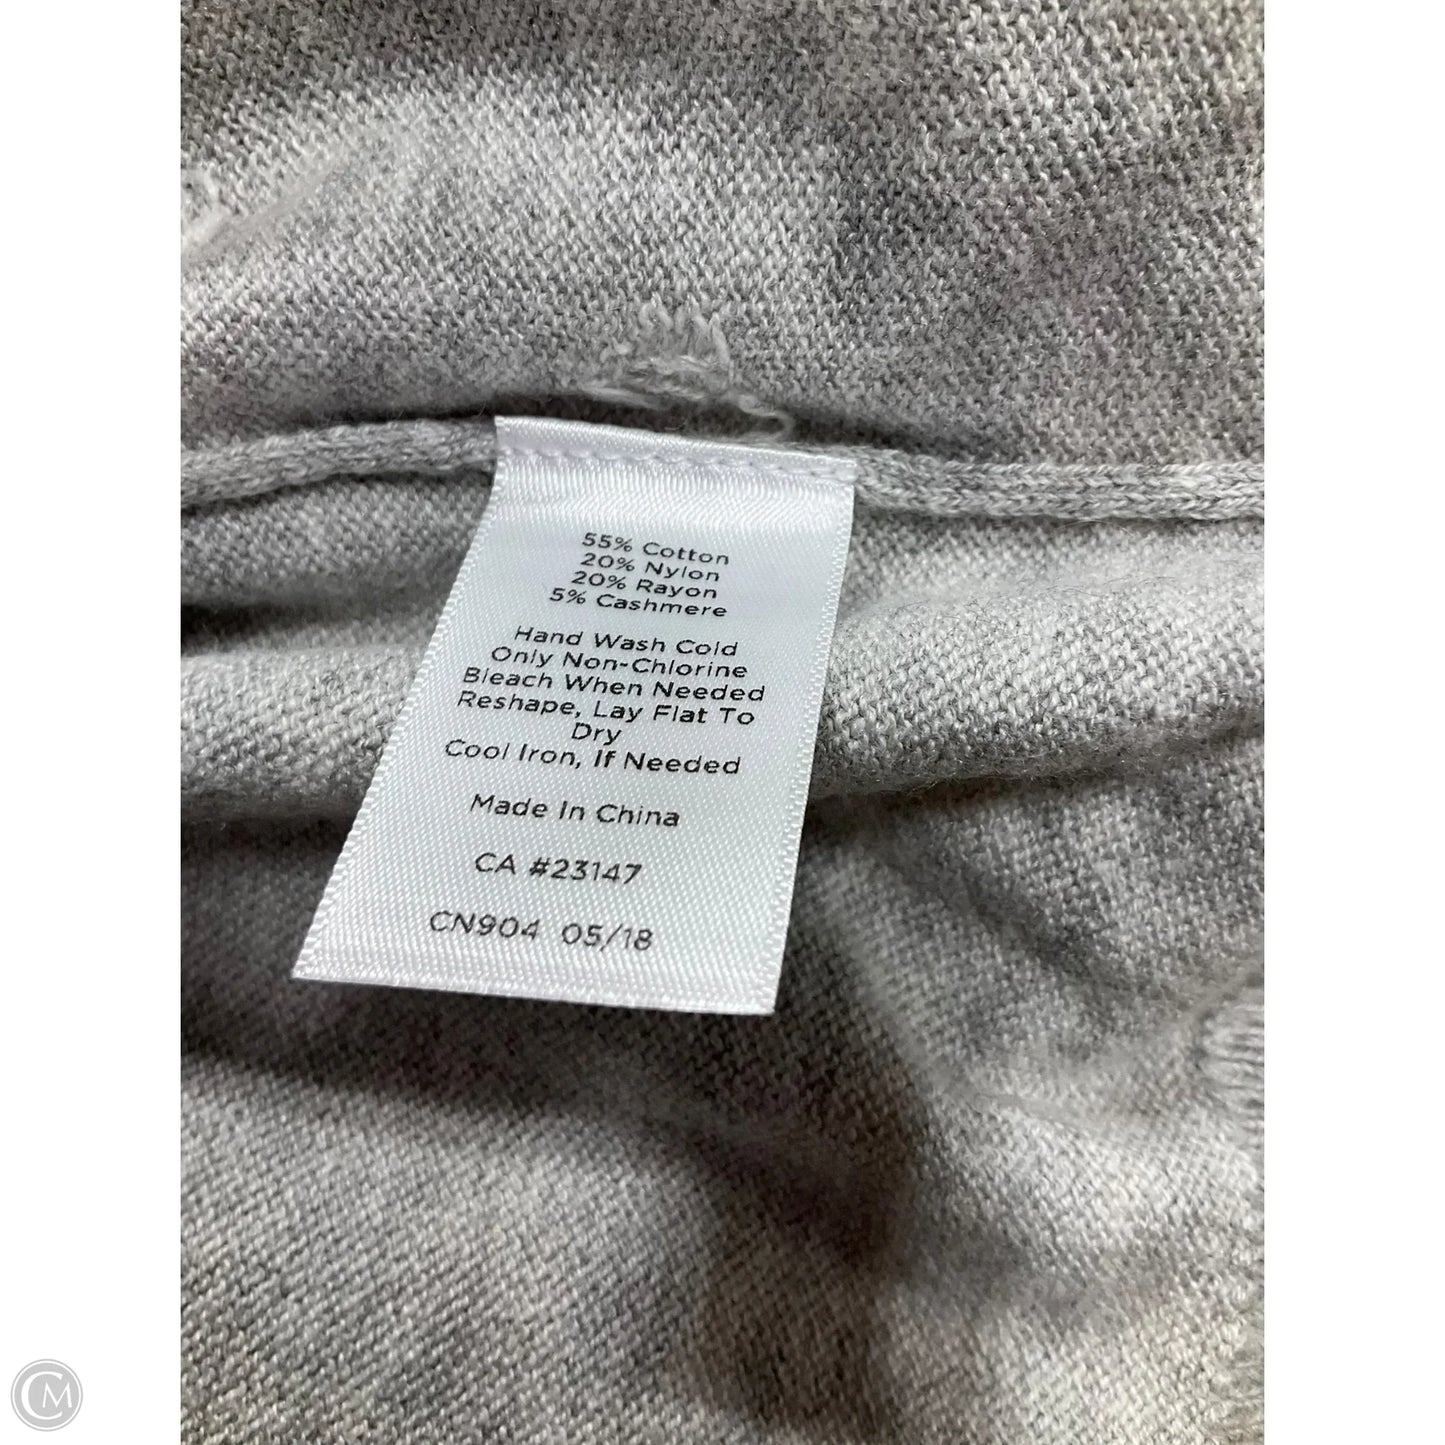 55% Cotton
20% Nylon
20% Rayon
5% Cashmere
Hand Wash Cold
Only Non-Chlorine
Bleach When Needed
Reshape, Lay Flat To
Dry
Cool Iron, If Needed
Made In China
CA #23147
CN904 05/18
CM